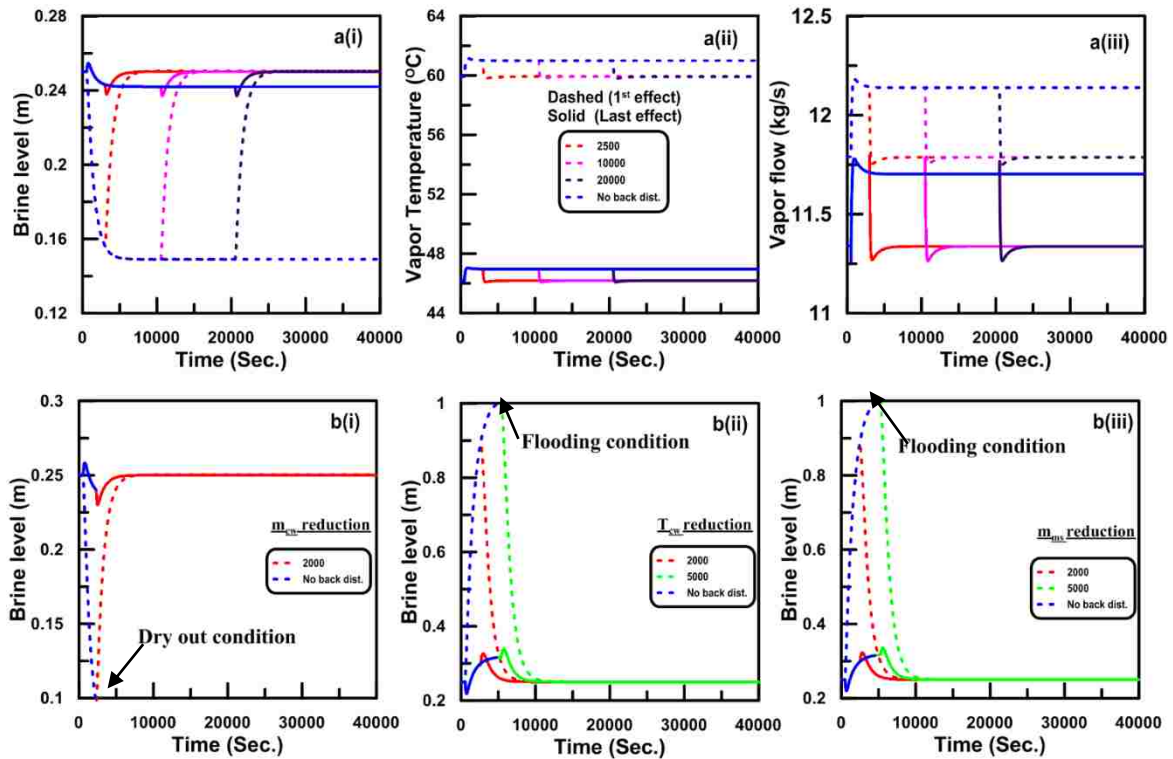 0.28
0.24
0.2
0.16
0.12
Brine level (m)
a(i)
0 10000 20000 30000 40000
Time (Sec.)
64
60
56
52
48
44
Vapor Temperature (ºC)
a(ii)
Dashed (1st effect)
Solid (Last effect)
2500
10000
20000
No back dist.
0 10000 20000 30000 40000
Time (Sec.)
12.5
12
11.5
11
Vapor flow (kg/s)
a(iii)
0 10000 20000 30000 40000
Time (Sec.)
0.3
0.25
0.2
0.15
0.1
Brine level (m)
b(i)
mcw reduction
2000
No back dist.
Dry out condition
0 10000 20000 30000 40000
Time (Sec.)
1
0.8
0.6
0.4
0.2
Brine level (m)
b(ii)
Flooding condition
Tcw reduction
2000
5000
No back dist.
0 10000 20000 30000 40000
Time (Sec.)
1
0.8
0.6
0.4
0.2
Brine level (m)
b(iii)
Flooding condition
mms reduction
2000
5000
No back dist.
0 10000 20000 30000 40000
Time (Sec.)